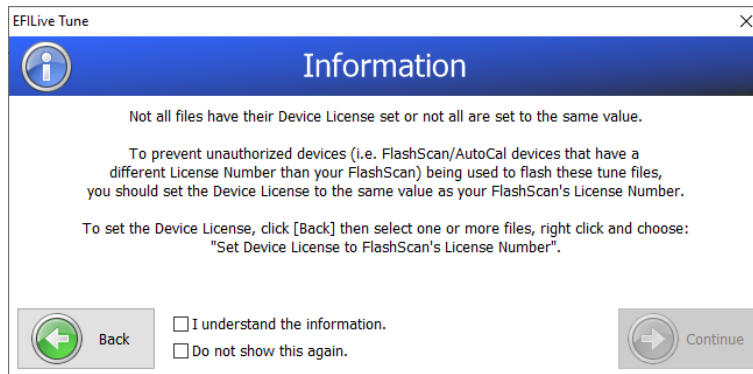 EFILive Tune
Information
Not all files have their Device License set or not all are set to the same value.
To prevent unauthorized devices (i.e. FlashScan/AutoCal devices that have a
different License Number than your FlashScan) being used to flash these tune files,
you should set the Device License to the same value as your FlashScan's License Number.
To set the Device License, click [Back] then select one or more files, right click and choose:
"Set Device License to FlashScan's License Number".
Back
I understand the information.
Do not show this again.
Continue